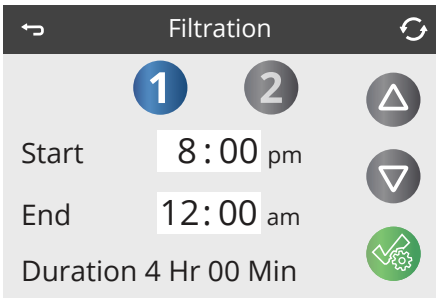 Filtration
1 2
Start 8:00 pm
End 12:00 am
Duration 4 Hr 00 Min